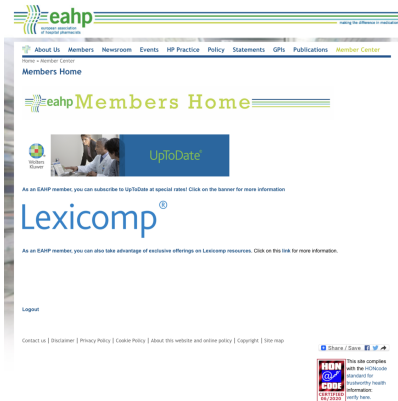 eahp
european association
of hospital pharmacists
making the difference in medication
About Us Members Newsroom Events HP Practice Policy Statements GPIs Publications Member Center
Home » Member Center
Members Home
eahp Members Home
Wolters
Kluwer
UpToDate®
As an EAHP member, you can subscribe to UpToDate at special rates! Click on the banner for more information
Lexicomp®
As an EAHP member, you can also take advantage of exclusive offerings on Lexicomp resources. Click on this link for more information.
Logout
Contact us | Disclaimer | Privacy Policy | Cookie Policy | About this website and online policy | Copyright | Site map
Share / Save
HON
@
CODE
CERTIFIED
06/2020
This site complies
with the HONcode
standard for
trustworthy health
information:
verify here.